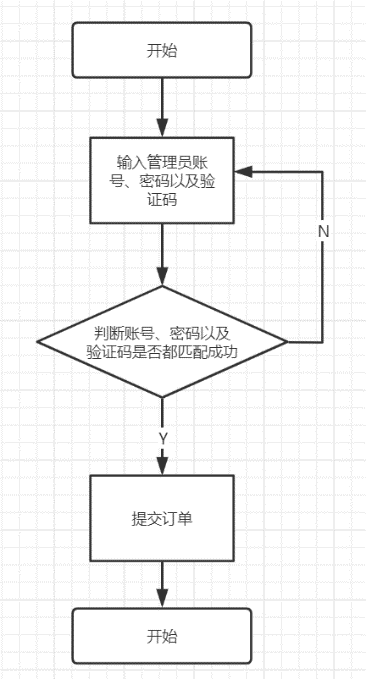 开始
输入管理员账
号、密码以及验
证码
N
判断账号、密码以及
验证码是否都匹配成功
Y
提交订单
开始